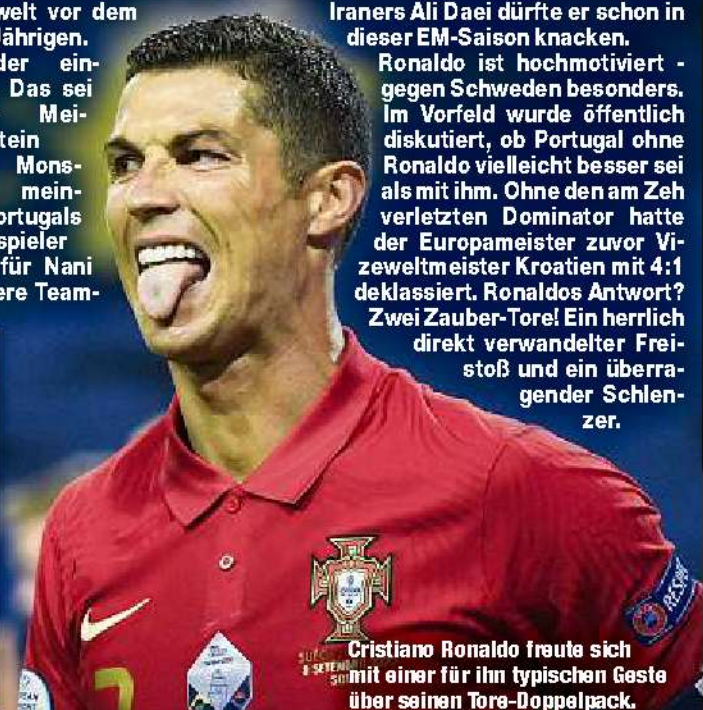 welt vor dem
ährigen.
der ein-
Das sei
Mei-
tein
Mons-
mein-
ortugals
spieler
für Nani
ere Team-
Iraners Ali Daei dürfte er schon in
dieser EM-Saison knacken.
Ronaldo ist hochmotiviert -
gegen Schweden besonders.
Im Vorfeld wurde öffentlich
diskutiert, ob Portugal ohne
Ronaldo vielleicht besser sei
als mit ihm. Ohne den am Zeh
verletzten Dominator hatte
der Europameister zuvor Vi-
zeweltmeister Kroatien mit 4:1
deklassiert. Ronaldos Antwort?
Zwei Zauber-Tore! Ein herrlich
direkt verwandelter Frei-
stoß und ein überra-
gender Schlen-
zer.
RESPE
7
Cristiano Ronaldo freute sich
mit einer für ihn typischen Geste
über seinen Tore-Doppelpack.